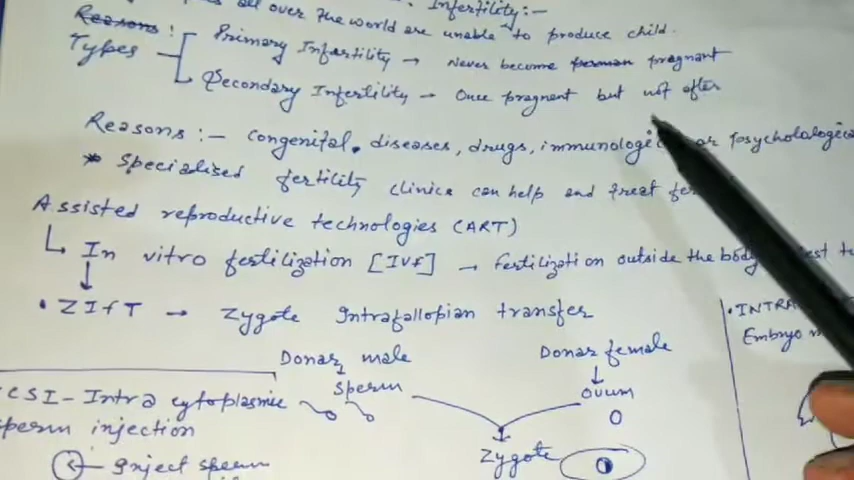 Infertility:-
all over the world are unable to produce child.
Reasons :
Types
Primary Infertility → Never become pregnant
Secondary Infertility → Once pregnant but not after
Reasons :- Congenital diseases, drugs, immunologic or Psychological
* Specialised fertility clinics can help and treat
Assisted reproductive technologies (ART)
In vitro fertilization [IVF] → fertilization outside the body
• ZIFT → Zygote Intrafallopian transfer
• INTRA
Embryo
Donar male
Donar female
sperm
Ovum
ICSI - Intra cytoplasmic
sperm injection
Zygote
Inject sperm